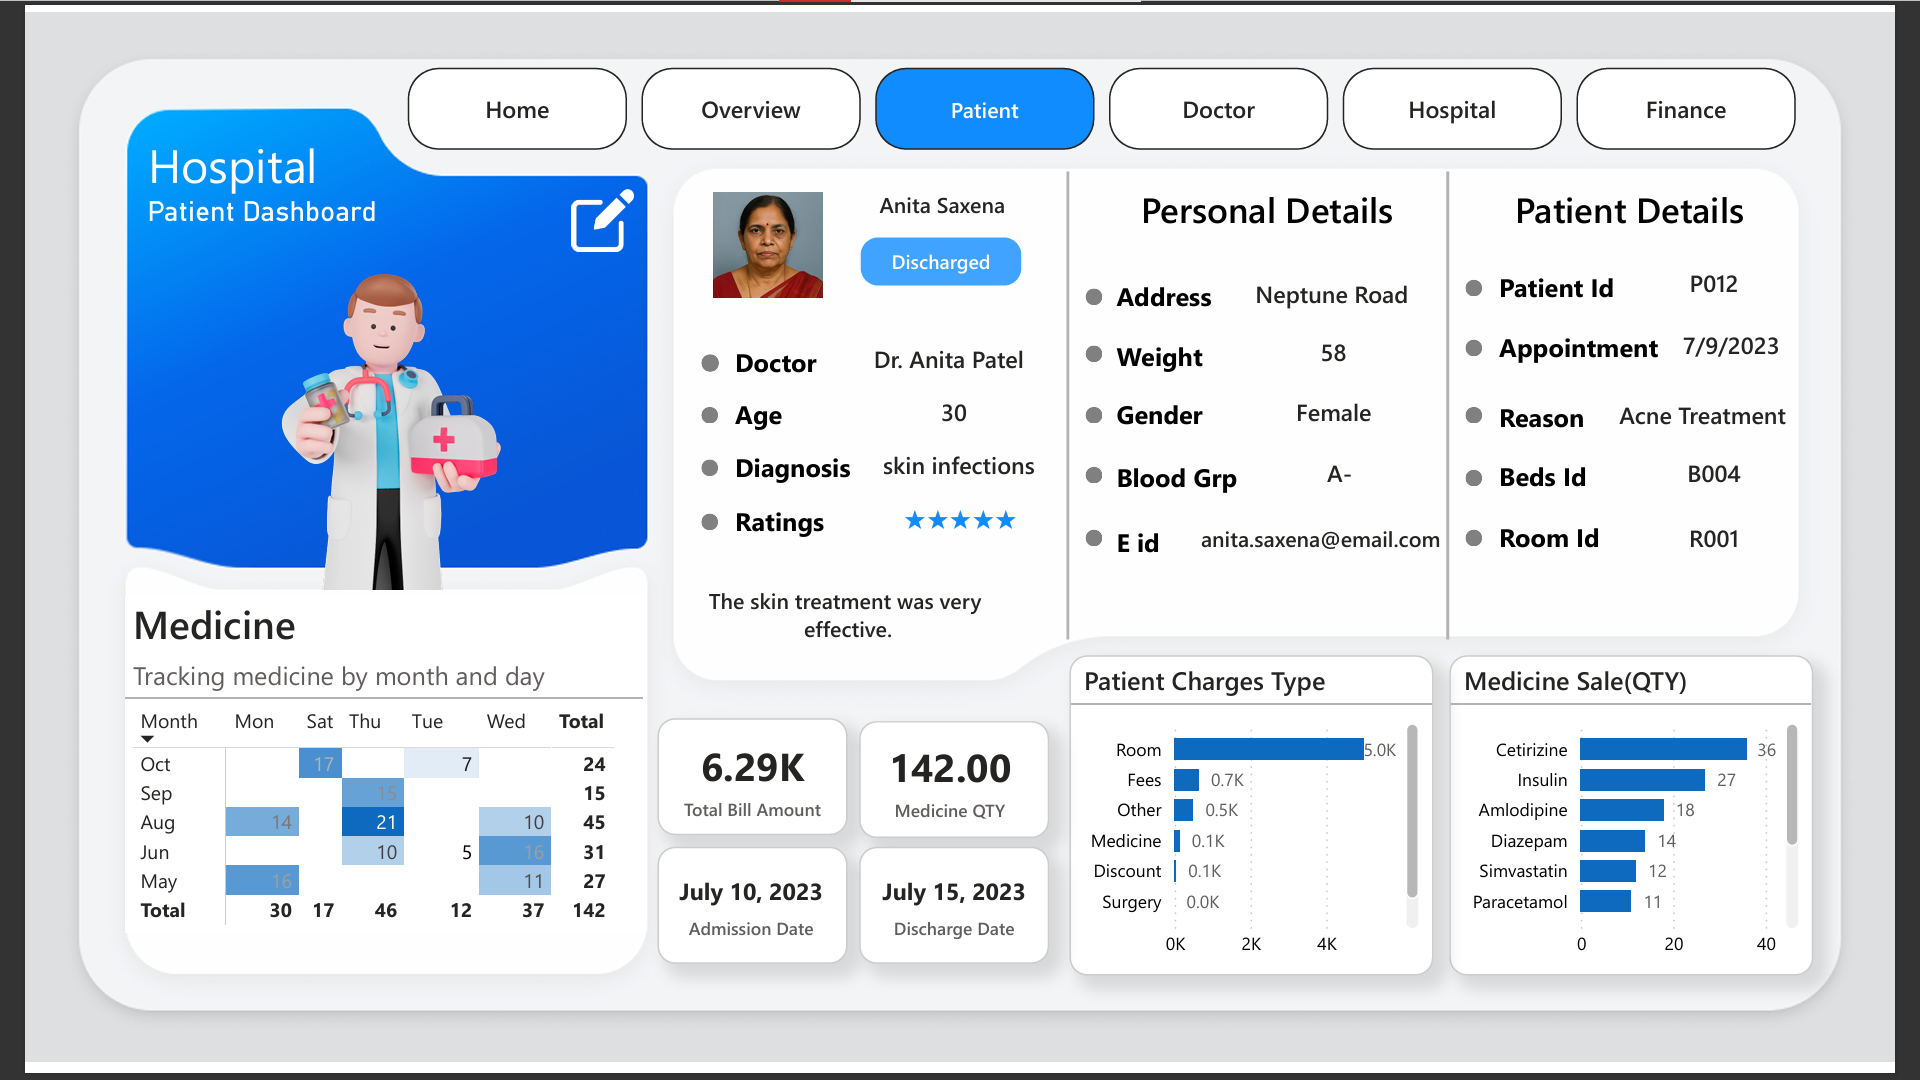 Home
Overview
Patient
Doctor
Hospital
Finance
Hospital
Patient Dashboard
Anita Saxena
Discharged
Doctor Dr. Anita Patel
Age 30
Diagnosis skin infections
Ratings ★★★★★
The skin treatment was very
effective.
Personal Details
Address Neptune Road
Weight 58
Gender Female
Blood Grp A-
E id anita.saxena@email.com
Patient Details
Patient Id P012
Appointment 7/9/2023
Reason Acne Treatment
Beds Id B004
Room Id R001
Medicine
Tracking medicine by month and day
Month Mon Sat Thu Tue Wed Total
Oct 17 7 24
Sep 15 15
Aug 14 21 10 45
Jun 10 5 16 31
May 16 11 27
Total 30 17 46 12 37 142
6.29K
Total Bill Amount
142.00
Medicine QTY
July 10, 2023
Admission Date
July 15, 2023
Discharge Date
Patient Charges Type
Room 5.0K
Fees 0.7K
Other 0.5K
Medicine 0.1K
Discount 0.1K
Surgery 0.0K
0K 2K 4K
Medicine Sale(QTY)
Cetirizine 36
Insulin 27
Amlodipine 18
Diazepam 14
Simvastatin 12
Paracetamol 11
0 20 40